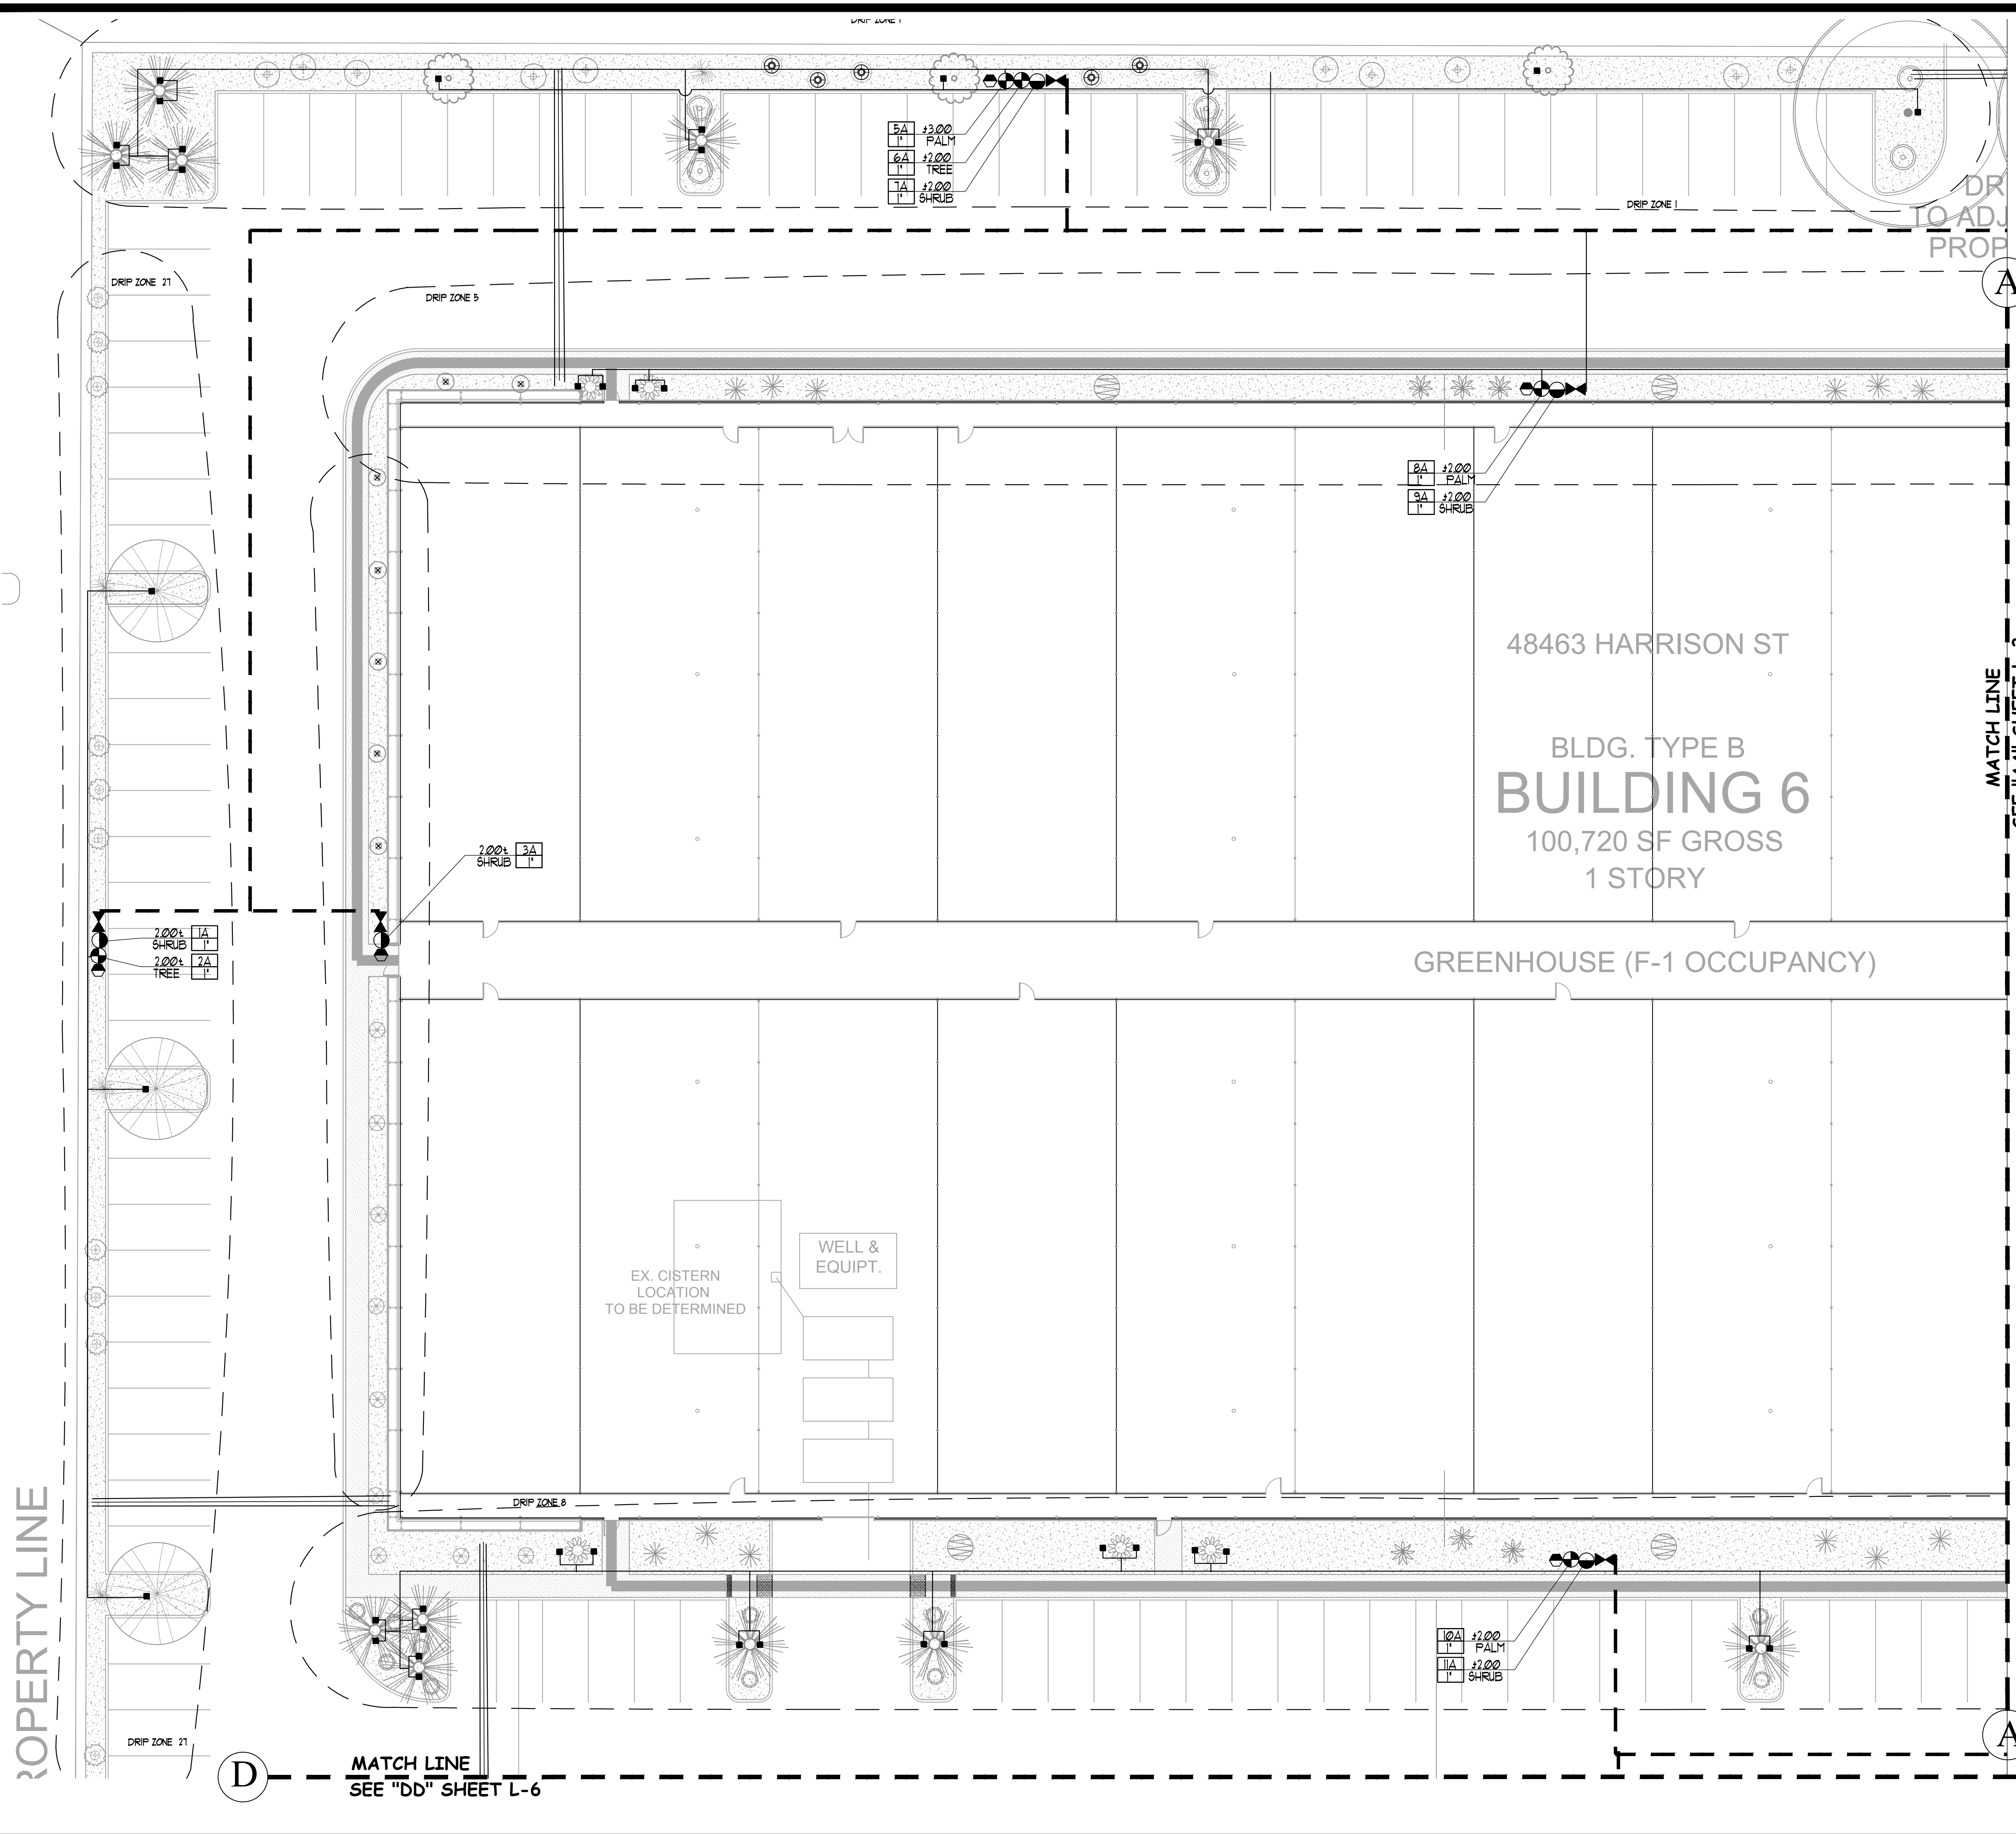 DRIP ZONE 1
5A ±3.00
1" PALM
6A ±2.00
1" TREE
7A ±2.00
1" SHRUB
DRIP ZONE 1
DR
TO ADJ
PROP
A
DRIP ZONE 27
DRIP ZONE 5
8A ±2.00
1" PALM
9A ±2.00
1" SHRUB
48463 HARRISON ST
BLDG. TYPE B
BUILDING 6
100,720 SF GROSS
1 STORY
MATCH LINE
2.00± 3A
SHRUB 1"
2.00± 1A
SHRUB 1"
2.00± 2A
TREE 1"
GREENHOUSE (F-1 OCCUPANCY)
WELL &
EQUIPT.
EX. CISTERN
LOCATION
TO BE DETERMINED
DRIP ZONE 8
ROPERTY LINE
10A ±2.00
1" PALM
11A ±2.00
1" SHRUB
DRIP ZONE 27
A
D
MATCH LINE
SEE "DD" SHEET L-6